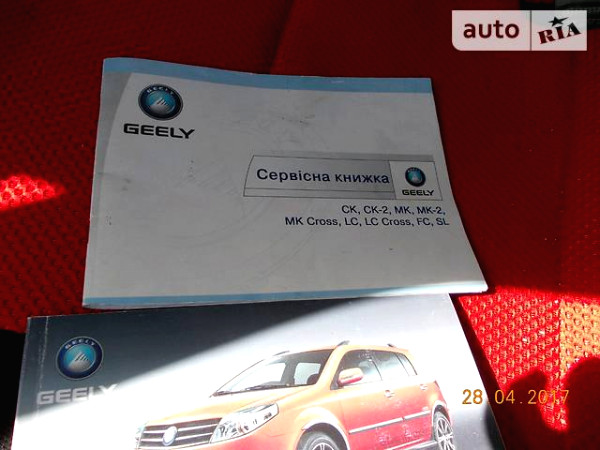 auto RIA
GEELY
GEELY
Сервісна книжка
GEELY
CK, CK-2, MK, MK-2,
MK Cross, LC, LC Cross, FC, SL
GEELY
GEELY
28 04 2017